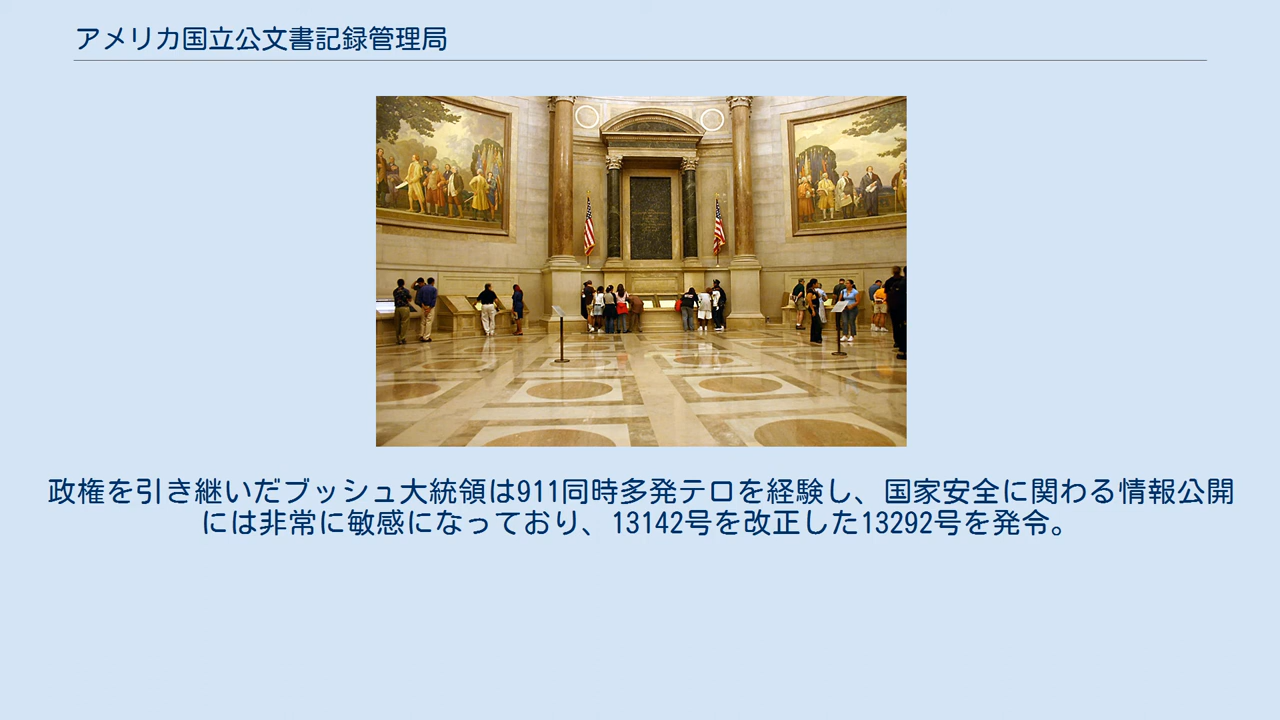 アメリカ国立公文書記録管理局
政権を引き継いだブッシュ大統領は911同時多発テロを経験し、国家安全に関わる情報公開
には非常に敏感になっており、13142号を改正した13292号を発令。